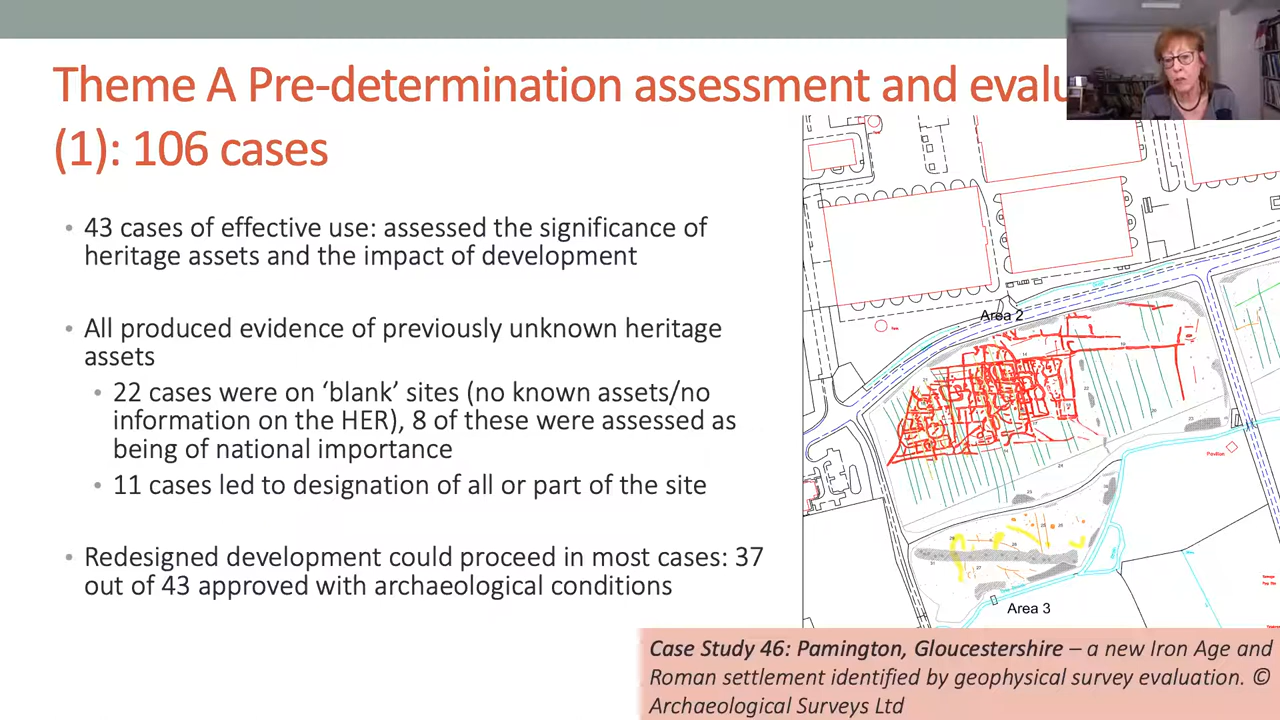 Theme A Pre-determination assessment and evalu
(1): 106 cases
• 43 cases of effective use: assessed the significance of
heritage assets and the impact of development
• All produced evidence of previously unknown heritage
assets
• 22 cases were on ‘blank’ sites (no known assets/no
information on the HER), 8 of these were assessed as
being of national importance
• 11 cases led to designation of all or part of the site
• Redesigned development could proceed in most cases: 37
out of 43 approved with archaeological conditions
Area 2
Pavilion
Area 3
Case Study 46: Pamington, Gloucestershire – a new Iron Age and
Roman settlement identified by geophysical survey evaluation. ©
Archaeological Surveys Ltd